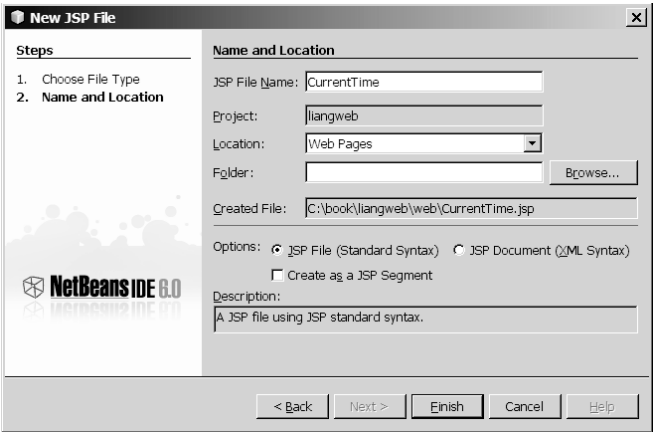 New JSP File
Steps
1. Choose File Type
2. Name and Location
NetBeans IDE 6.0
Name and Location
JSP File Name: CurrentTime
Project: liangweb
Location: Web Pages
Folder: Browse...
Created File: C:\book\liangweb\web\CurrentTime.jsp
Options: JSP File (Standard Syntax) JSP Document (XML Syntax)
Create as a JSP Segment
Description:
A JSP file using JSP standard syntax.
< Back Next > Finish Cancel Help